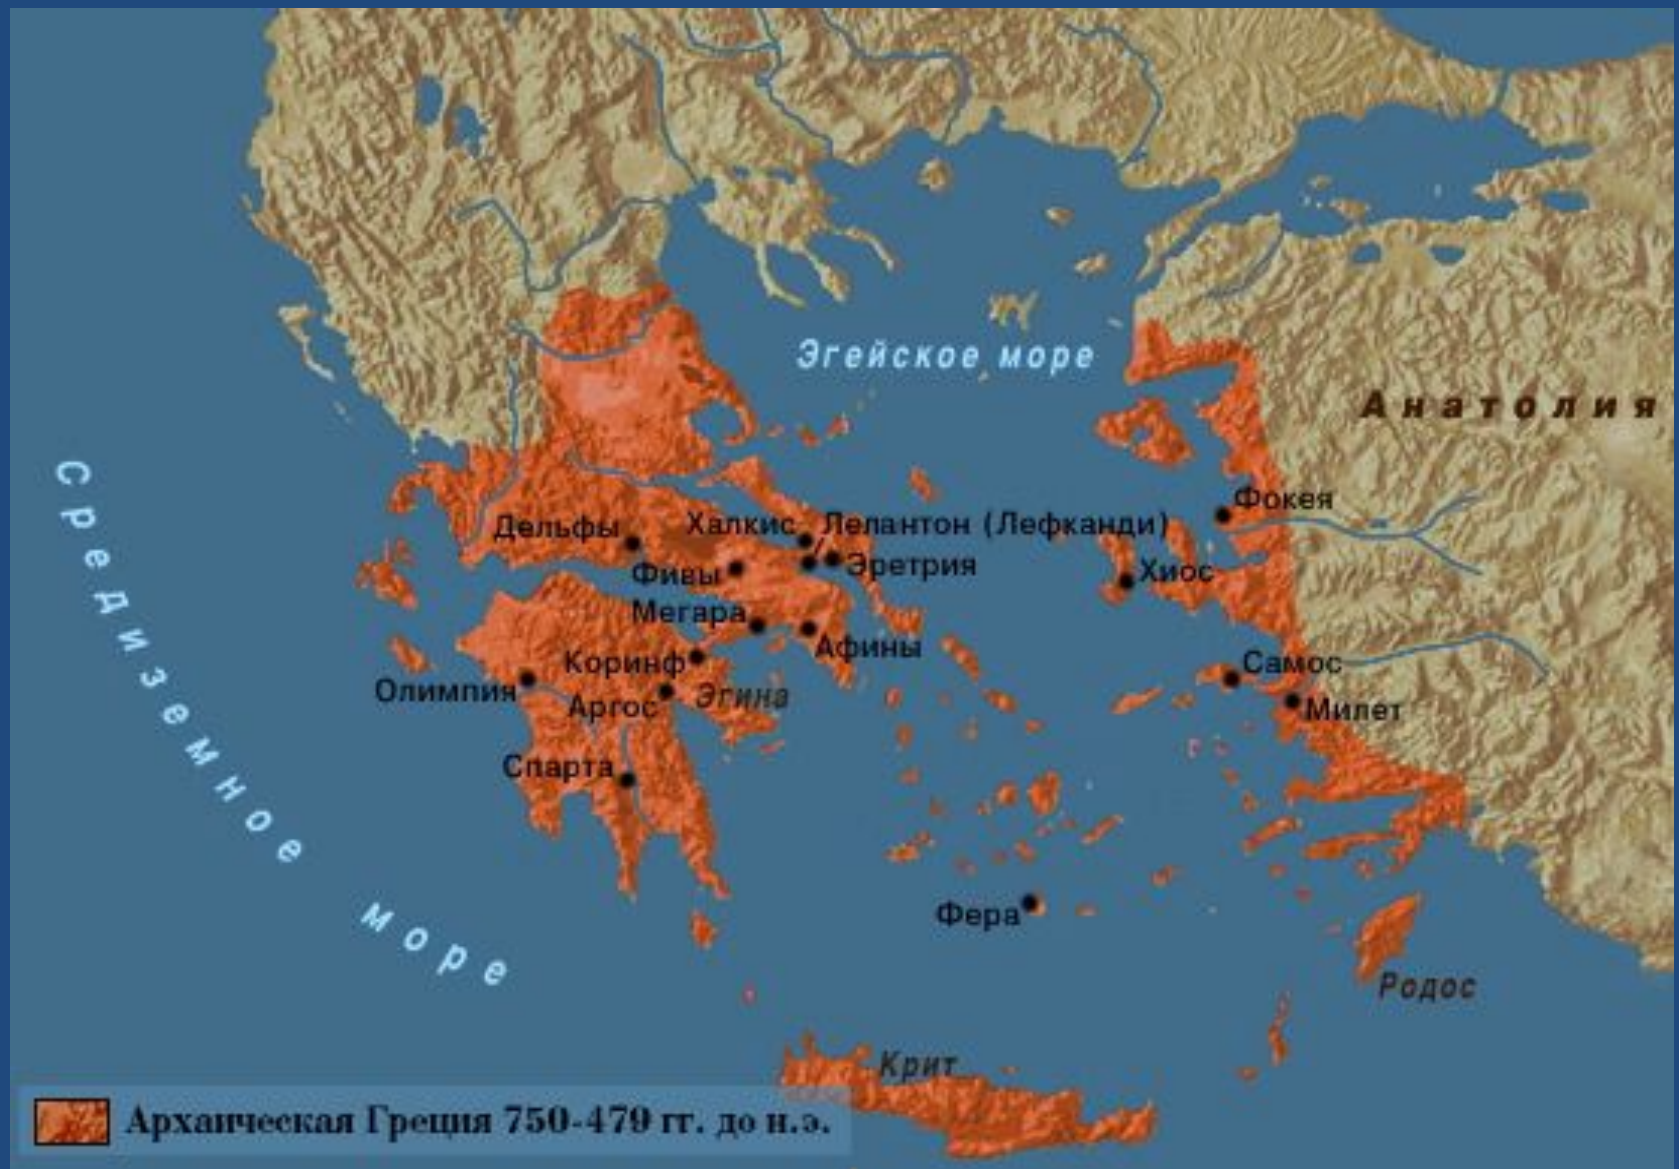 Эгейское море
Анатолия
Средиземное море
Фокея
Дельфы
Халкис
Лелантон (Лефканди)
Эретрия
Фивы
Хиос
Мегара
Афины
Коринф
Самос
Олимпия
Эгина
Аргос
Милет
Спарта
Фера
Родос
Крит
Архаическая Греция 750-479 гг. до н.э.